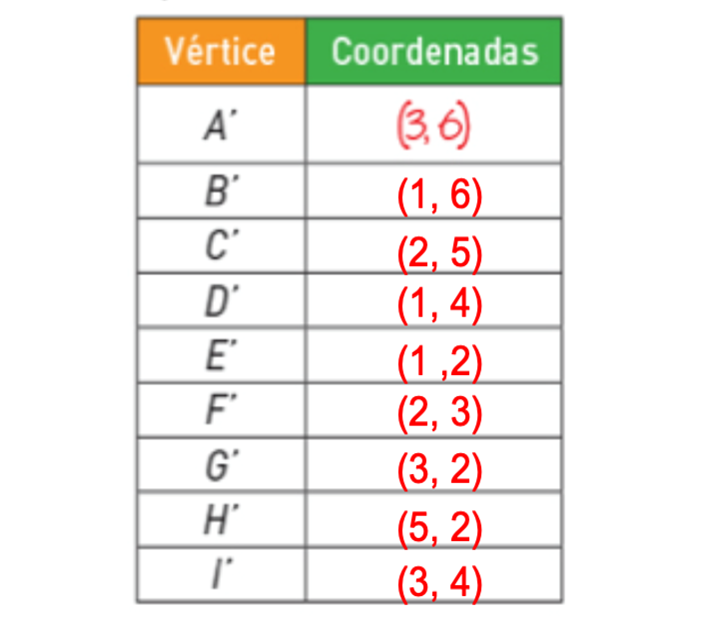 Vértice Coordenadas
A′ (3, 6)
B′ (1, 6)
C′ (2, 5)
D′ (1, 4)
E′ (1 ,2)
F′ (2, 3)
G′ (3, 2)
H′ (5, 2)
I′ (3, 4)